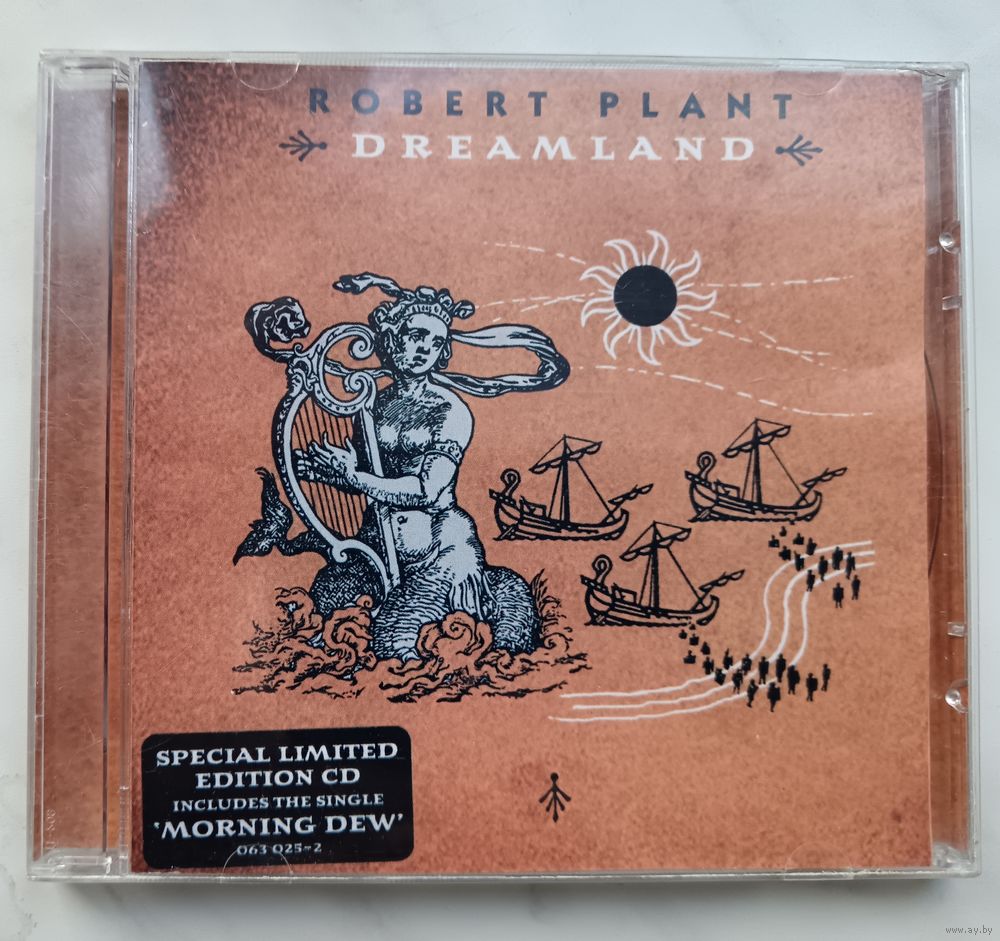 ROBERT PLANT
DREAMLAND
SPECIAL LIMITED
EDITION CD
INCLUDES THE SINGLE
'MORNING DEW'
063 025-2
www.ay.by